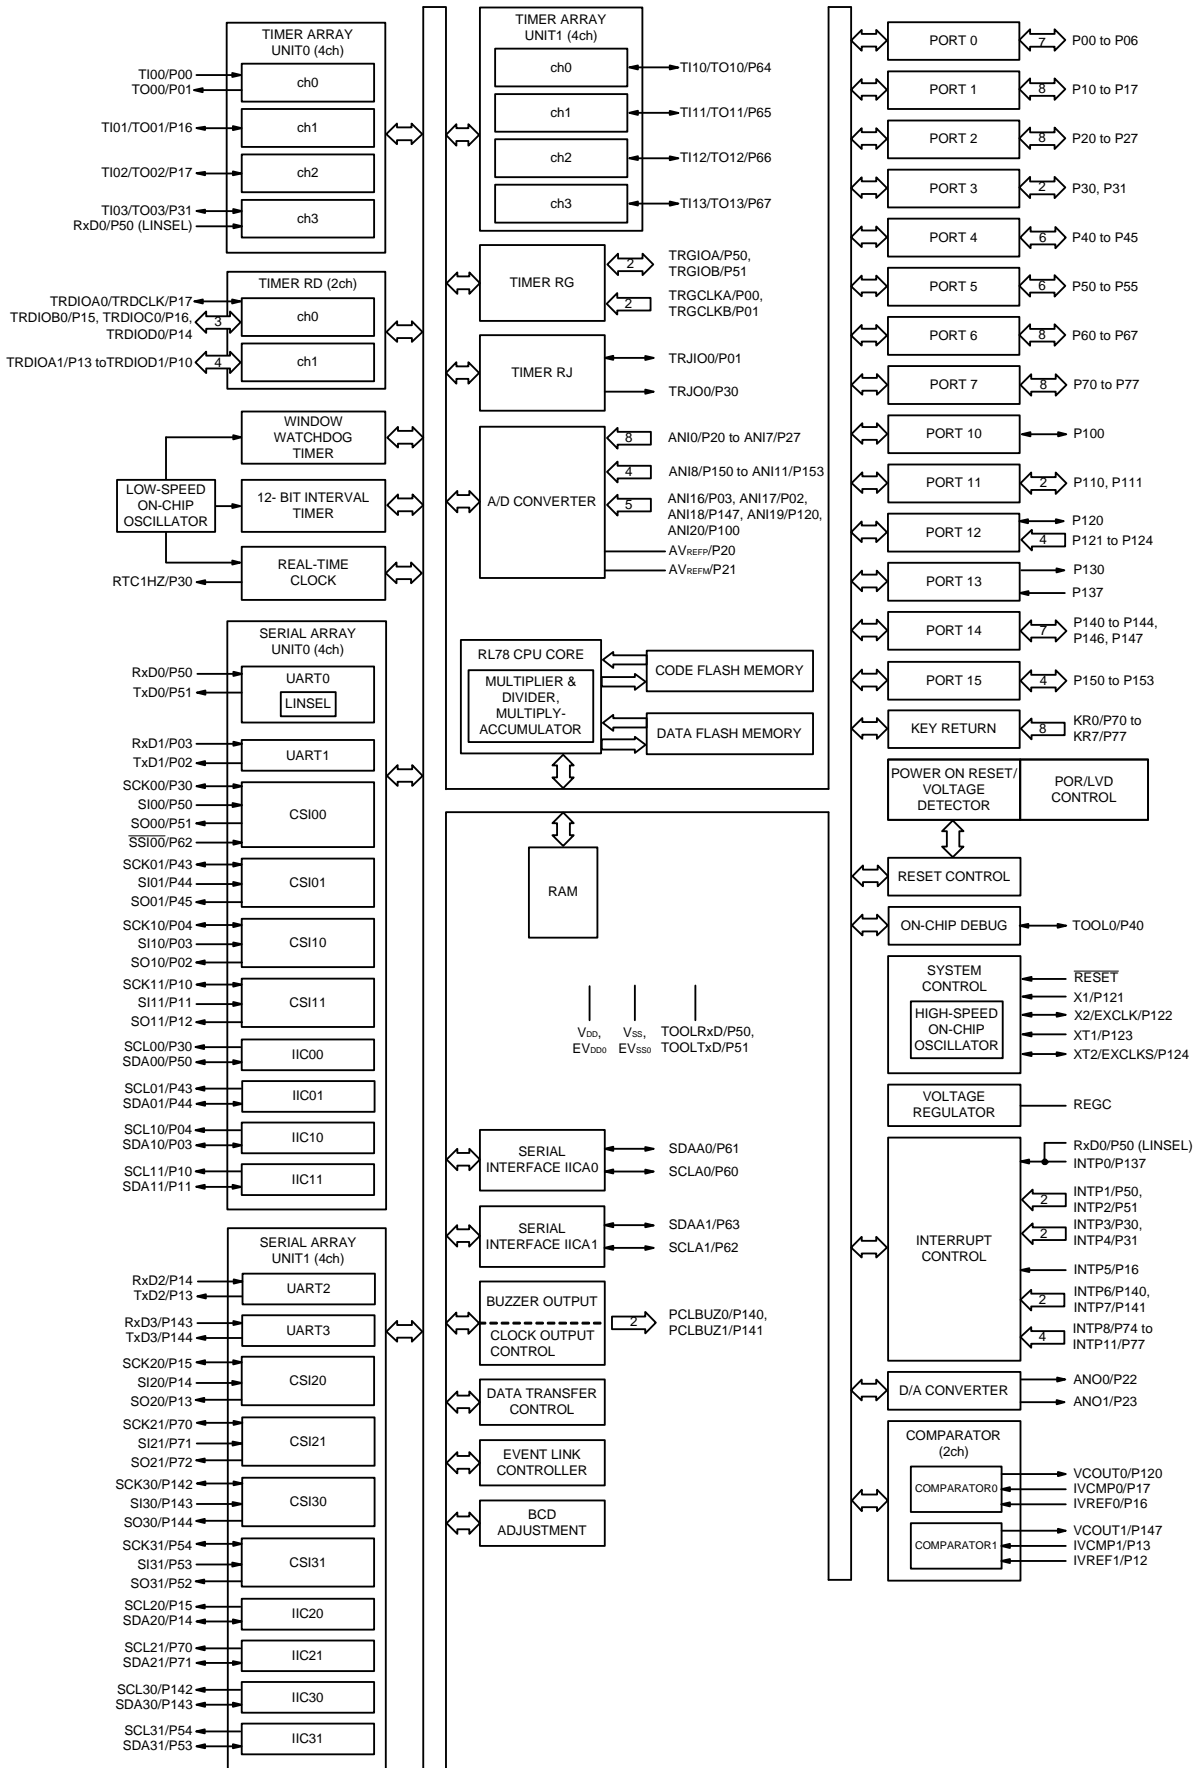 TIMER ARRAY
UNIT0 (4ch)
TI00/P00
TO00/P01
ch0
TI01/TO01/P16
ch1
TI02/TO02/P17
ch2
TI03/TO03/P31
RxD0/P50 (LINSEL)
ch3
TIMER RD (2ch)
TRDIOA0/TRDCLK/P17
TRDIOB0/P15, TRDIOC0/P16,
TRDIOD0/P14
3
ch0
TRDIOA1/P13 toTRDIOD1/P10
4
ch1
WINDOW
WATCHDOG
TIMER
LOW-SPEED
ON-CHIP
OSCILLATOR
12- BIT INTERVAL
TIMER
REAL-TIME
CLOCK
RTC1HZ/P30
SERIAL ARRAY
UNIT0 (4ch)
RxD0/P50
TxD0/P51
UART0
LINSEL
RxD1/P03
TxD1/P02
UART1
SCK00/P30
SI00/P50
SO00/P51
SSI00/P62
CSI00
SCK01/P43
SI01/P44
SO01/P45
CSI01
SCK10/P04
SI10/P03
SO10/P02
CSI10
SCK11/P10
SI11/P11
SO11/P12
CSI11
SCL00/P30
SDA00/P50
IIC00
SCL01/P43
SDA01/P44
IIC01
SCL10/P04
SDA10/P03
IIC10
SCL11/P10
SDA11/P11
IIC11
SERIAL ARRAY
UNIT1 (4ch)
RxD2/P14
TxD2/P13
UART2
RxD3/P143
TxD3/P144
UART3
SCK20/P15
SI20/P14
SO20/P13
CSI20
SCK21/P70
SI21/P71
SO21/P72
CSI21
SCK30/P142
SI30/P143
SO30/P144
CSI30
SCK31/P54
SI31/P53
SO31/P52
CSI31
SCL20/P15
SDA20/P14
IIC20
SCL21/P70
SDA21/P71
IIC21
SCL30/P142
SDA30/P143
IIC30
SCL31/P54
SDA31/P53
IIC31
TIMER ARRAY
UNIT1 (4ch)
ch0
TI10/TO10/P64
ch1
TI11/TO11/P65
ch2
TI12/TO12/P66
ch3
TI13/TO13/P67
TIMER RG
2
TRGIOA/P50,
TRGIOB/P51
2
TRGCLKA/P00,
TRGCLKB/P01
TIMER RJ
TRJIO0/P01
TRJO0/P30
A/D CONVERTER
8
ANI0/P20 to ANI7/P27
4
ANI8/P150 to ANI11/P153
5
ANI16/P03, ANI17/P02,
ANI18/P147, ANI19/P120,
ANI20/P100
AVREFP/P20
AVREFM/P21
RL78 CPU CORE
MULTIPLIER &
DIVIDER,
MULTIPLY-
ACCUMULATOR
CODE FLASH MEMORY
DATA FLASH MEMORY
RAM
VDD,
EVDD0
VSS,
EVSS0
TOOLRxD/P50,
TOOLTxD/P51
SERIAL
INTERFACE IICA0
SDAA0/P61
SCLA0/P60
SERIAL
INTERFACE IICA1
SDAA1/P63
SCLA1/P62
BUZZER OUTPUT
CLOCK OUTPUT
CONTROL
2
PCLBUZ0/P140,
PCLBUZ1/P141
DATA TRANSFER
CONTROL
EVENT LINK
CONTROLLER
BCD
ADJUSTMENT
PORT 0
7
P00 to P06
PORT 1
8
P10 to P17
PORT 2
8
P20 to P27
PORT 3
2
P30, P31
PORT 4
6
P40 to P45
PORT 5
6
P50 to P55
PORT 6
8
P60 to P67
PORT 7
8
P70 to P77
PORT 10
P100
PORT 11
2
P110, P111
PORT 12
P120
4
P121 to P124
PORT 13
P130
P137
PORT 14
7
P140 to P144,
P146, P147
PORT 15
4
P150 to P153
KEY RETURN
8
KR0/P70 to
KR7/P77
POWER ON RESET/
VOLTAGE
DETECTOR
POR/LVD
CONTROL
RESET CONTROL
ON-CHIP DEBUG
TOOL0/P40
SYSTEM
CONTROL
HIGH-SPEED
ON-CHIP
OSCILLATOR
RESET
X1/P121
X2/EXCLK/P122
XT1/P123
XT2/EXCLKS/P124
VOLTAGE
REGULATOR
REGC
INTERRUPT
CONTROL
RxD0/P50 (LINSEL)
INTP0/P137
2
INTP1/P50,
INTP2/P51
2
INTP3/P30,
INTP4/P31
INTP5/P16
2
INTP6/P140,
INTP7/P141
4
INTP8/P74 to
INTP11/P77
D/A CONVERTER
ANO0/P22
ANO1/P23
COMPARATOR
(2ch)
COMPARATOR0
VCOUT0/P120
IVCMP0/P17
IVREF0/P16
COMPARATOR1
VCOUT1/P147
IVCMP1/P13
IVREF1/P12